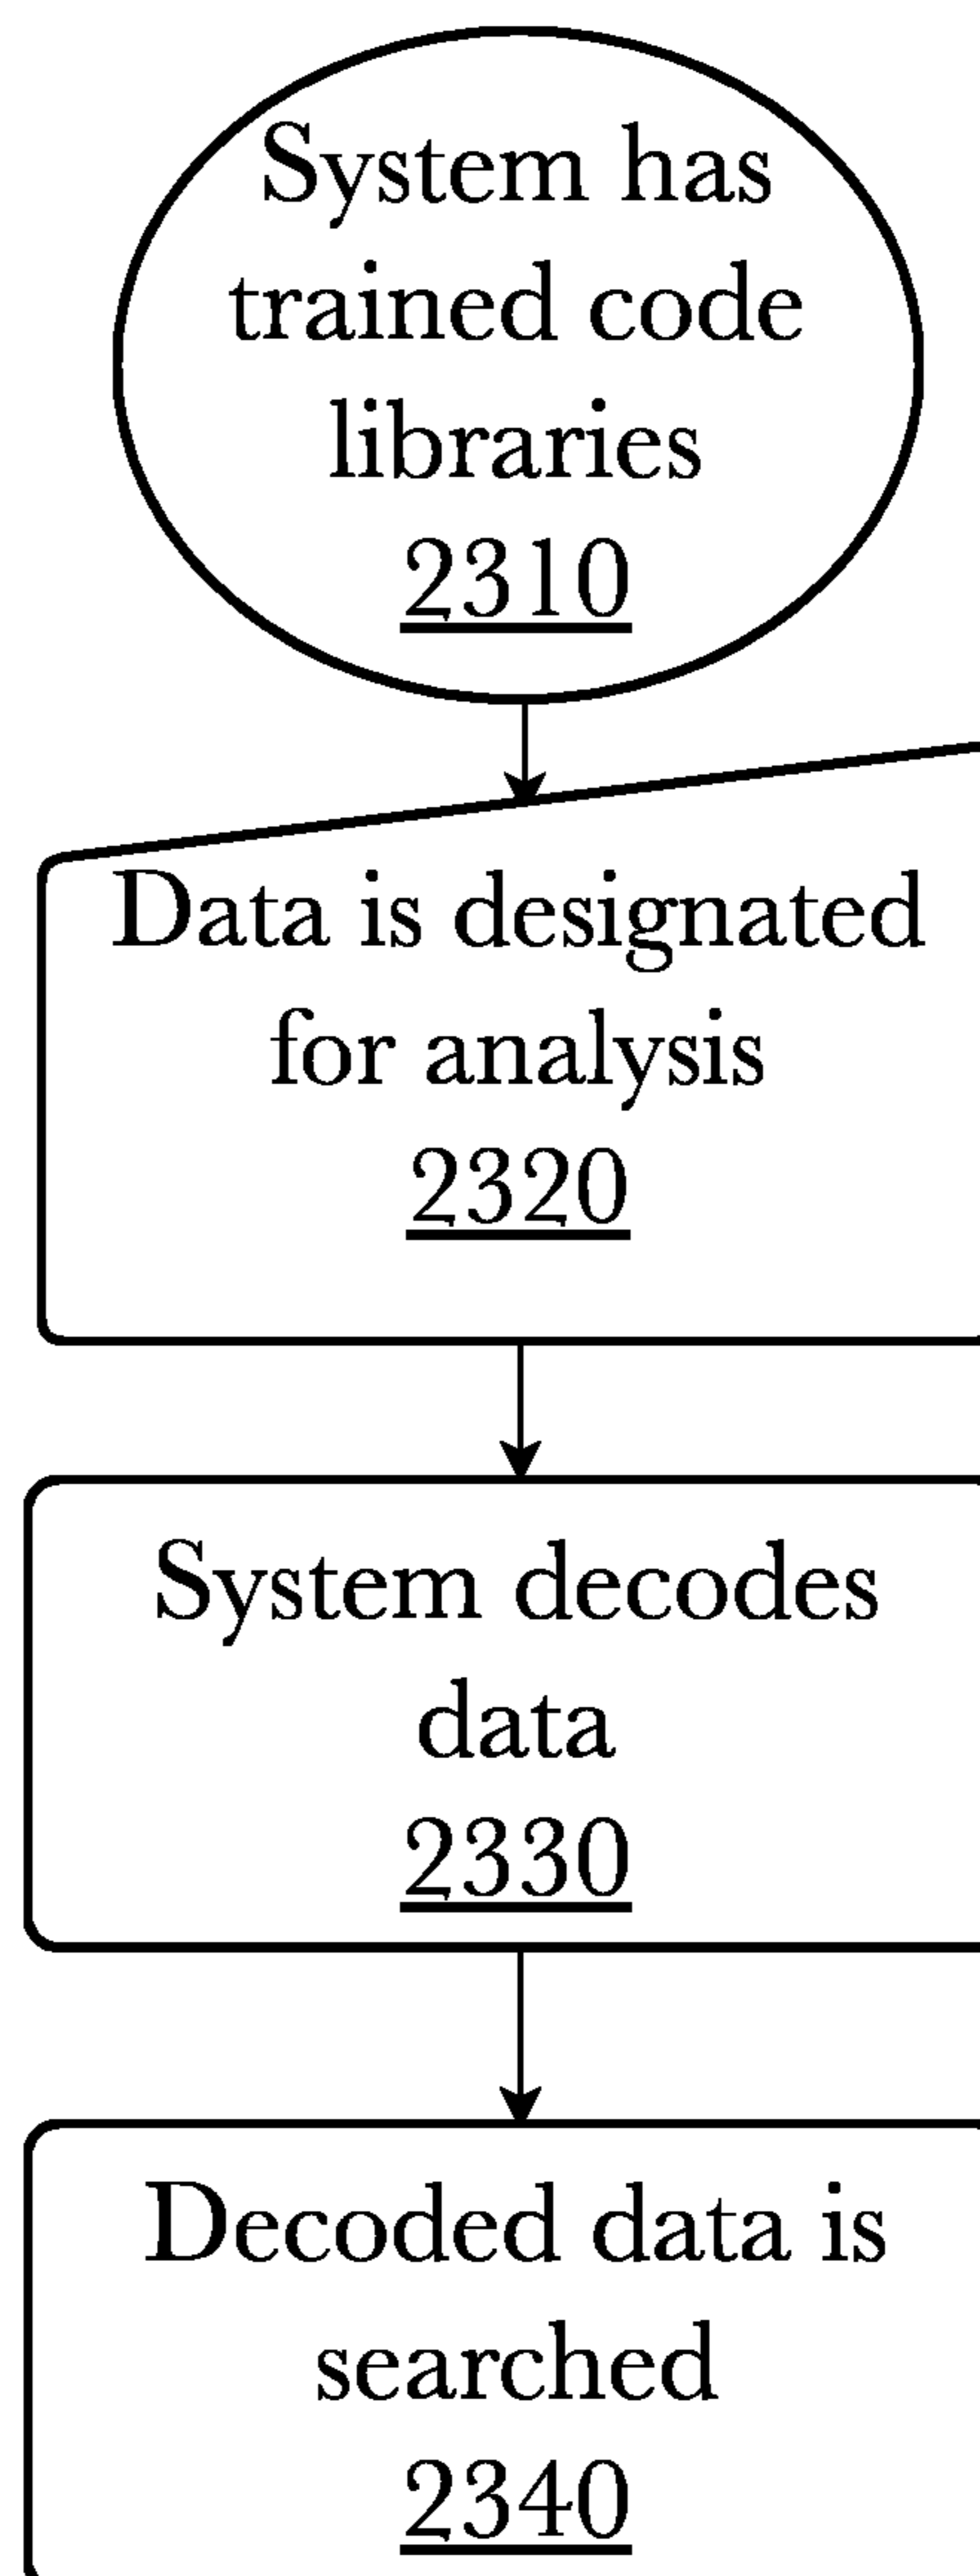 System has
trained code
libraries
2310
Data is designated
for analysis
2320
System decodes
data
2330
Decoded data is
searched
2340